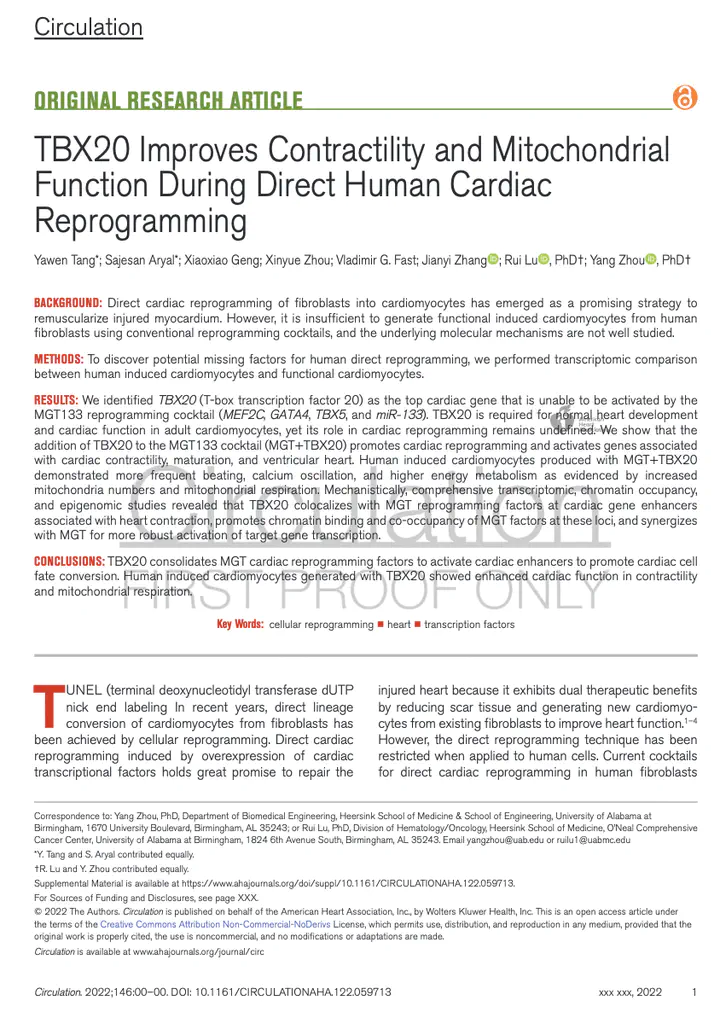 Circulation
ORIGINAL RESEARCH ARTICLE
TBX20 Improves Contractility and Mitochondrial
Function During Direct Human Cardiac
Reprogramming
Yawen Tang*; Sajesan Aryal*; Xiaoxiao Geng; Xinyue Zhou; Vladimir G. Fast; Jianyi Zhang; Rui Lu, PhD†; Yang Zhou, PhD†
BACKGROUND: Direct cardiac reprogramming of fibroblasts into cardiomyocytes has emerged as a promising strategy to
remuscularize injured myocardium. However, it is insufficient to generate functional induced cardiomyocytes from human
fibroblasts using conventional reprogramming cocktails, and the underlying molecular mechanisms are not well studied.
METHODS: To discover potential missing factors for human direct reprogramming, we performed transcriptomic comparison
between human induced cardiomyocytes and functional cardiomyocytes.
RESULTS: We identified TBX20 (T-box transcription factor 20) as the top cardiac gene that is unable to be activated by the
MGT133 reprogramming cocktail (MEF2C, GATA4, TBX5, and miR-133). TBX20 is required for normal heart development
and cardiac function in adult cardiomyocytes, yet its role in cardiac reprogramming remains undefined. We show that the
addition of TBX20 to the MGT133 cocktail (MGT+TBX20) promotes cardiac reprogramming and activates genes associated
with cardiac contractility, maturation, and ventricular heart. Human induced cardiomyocytes produced with MGT+TBX20
demonstrated more frequent beating, calcium oscillation, and higher energy metabolism as evidenced by increased
mitochondria numbers and mitochondrial respiration. Mechanistically, comprehensive transcriptomic, chromatin occupancy,
and epigenomic studies revealed that TBX20 colocalizes with MGT reprogramming factors at cardiac gene enhancers
associated with heart contraction, promotes chromatin binding and co-occupancy of MGT factors at these loci, and synergizes
with MGT for more robust activation of target gene transcription.
CONCLUSIONS: TBX20 consolidates MGT cardiac reprogramming factors to activate cardiac enhancers to promote cardiac cell
fate conversion. Human induced cardiomyocytes generated with TBX20 showed enhanced cardiac function in contractility
and mitochondrial respiration.
Circulation
FIRST PROOF ONLY
Key Words: cellular reprogramming ■ heart ■ transcription factors
TUNEL (terminal deoxynucleotidyl transferase dUTP
nick end labeling In recent years, direct lineage
conversion of cardiomyocytes from fibroblasts has
been achieved by cellular reprogramming. Direct cardiac
reprogramming induced by overexpression of cardiac
transcriptional factors holds great promise to repair the
injured heart because it exhibits dual therapeutic benefits
by reducing scar tissue and generating new cardiomyo-
cytes from existing fibroblasts to improve heart function.1–4
However, the direct reprogramming technique has been
restricted when applied to human cells. Current cocktails
for direct cardiac reprogramming in human fibroblasts
Correspondence to: Yang Zhou, PhD, Department of Biomedical Engineering, Heersink School of Medicine & School of Engineering, University of Alabama at
Birmingham, 1670 University Boulevard, Birmingham, AL 35243; or Rui Lu, PhD, Division of Hematology/Oncology, Heersink School of Medicine, O'Neal Comprehensive
Cancer Center, University of Alabama at Birmingham, 1824 6th Avenue South, Birmingham, AL 35243. Email yangzhou@uab.edu or ruilu1@uabmc.edu
*Y. Tang and S. Aryal contributed equally.
†R. Lu and Y. Zhou contributed equally.
Supplemental Material is available at https://www.ahajournals.org/doi/suppl/10.1161/CIRCULATIONAHA.122.059713.
For Sources of Funding and Disclosures, see page XXX.
© 2022 The Authors. Circulation is published on behalf of the American Heart Association, Inc., by Wolters Kluwer Health, Inc. This is an open access article under
the terms of the Creative Commons Attribution Non-Commercial-NoDerivs License, which permits use, distribution, and reproduction in any medium, provided that the
original work is properly cited, the use is noncommercial, and no modifications or adaptations are made.
Circulation is available at www.ahajournals.org/journal/circ
Circulation. 2022;146:00–00. DOI: 10.1161/CIRCULATIONAHA.122.059713
xxx xxx, 2022
1